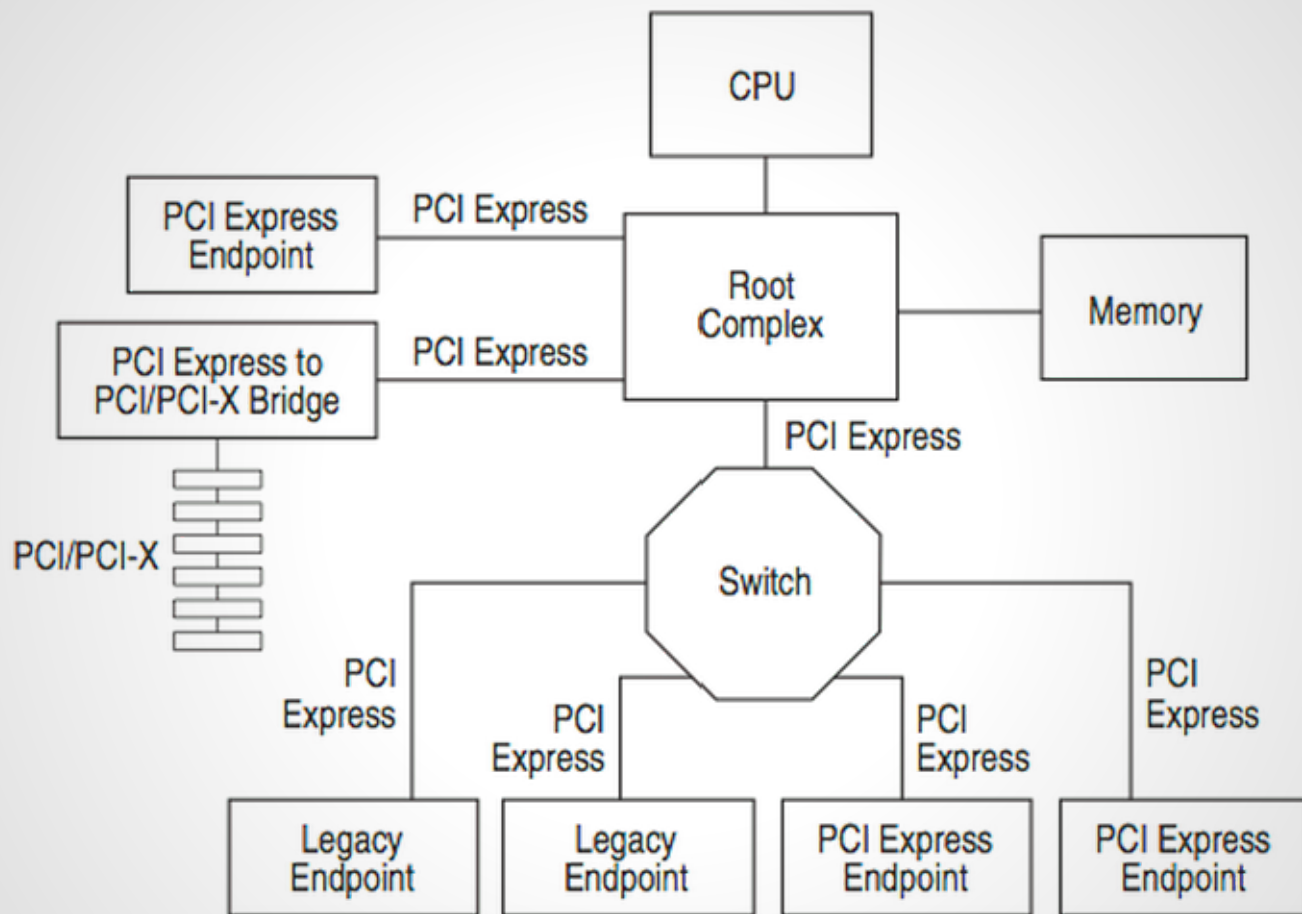 CPU
PCI Express
Endpoint
PCI Express
Root
Complex
Memory
PCI Express to
PCI/PCI-X Bridge
PCI Express
PCI Express
PCI/PCI-X
Switch
PCI
Express
PCI
Express
PCI
Express
PCI
Express
Legacy
Endpoint
Legacy
Endpoint
PCI Express
Endpoint
PCI Express
Endpoint